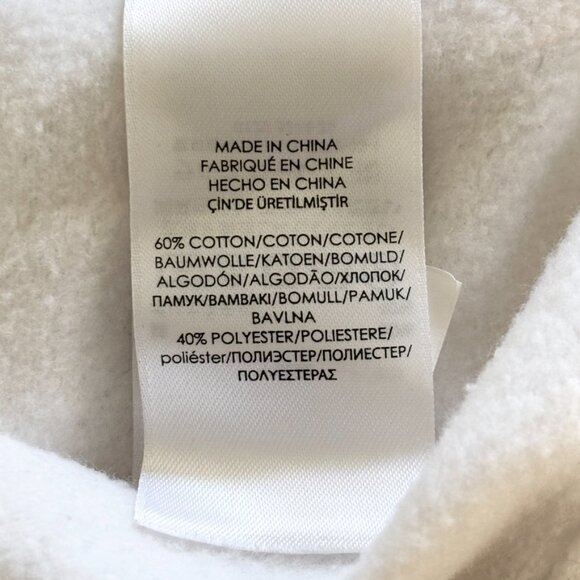 MADE IN CHINA
FABRIQUÉ EN CHINE
HECHO EN CHINA
ÇİN'DE ÜRETİLMİŞTİR
60% COTTON/COTON/COTONE/
BAUMWOLLE/KATOEN/BOMULD/
ALGODÓN/ALGODÃO/ХЛОПОК/
ПАМУК/ΒΑΜΒΑΚΙ/BOMULL/PAMUK/
BAVLNA
40% POLYESTER/POLIESTERE/
poliéster/ПОЛИЭСТЕР/ПОЛИЕСТЕР/
ΠΟΛΥΕΣΤΕΡΑΣ